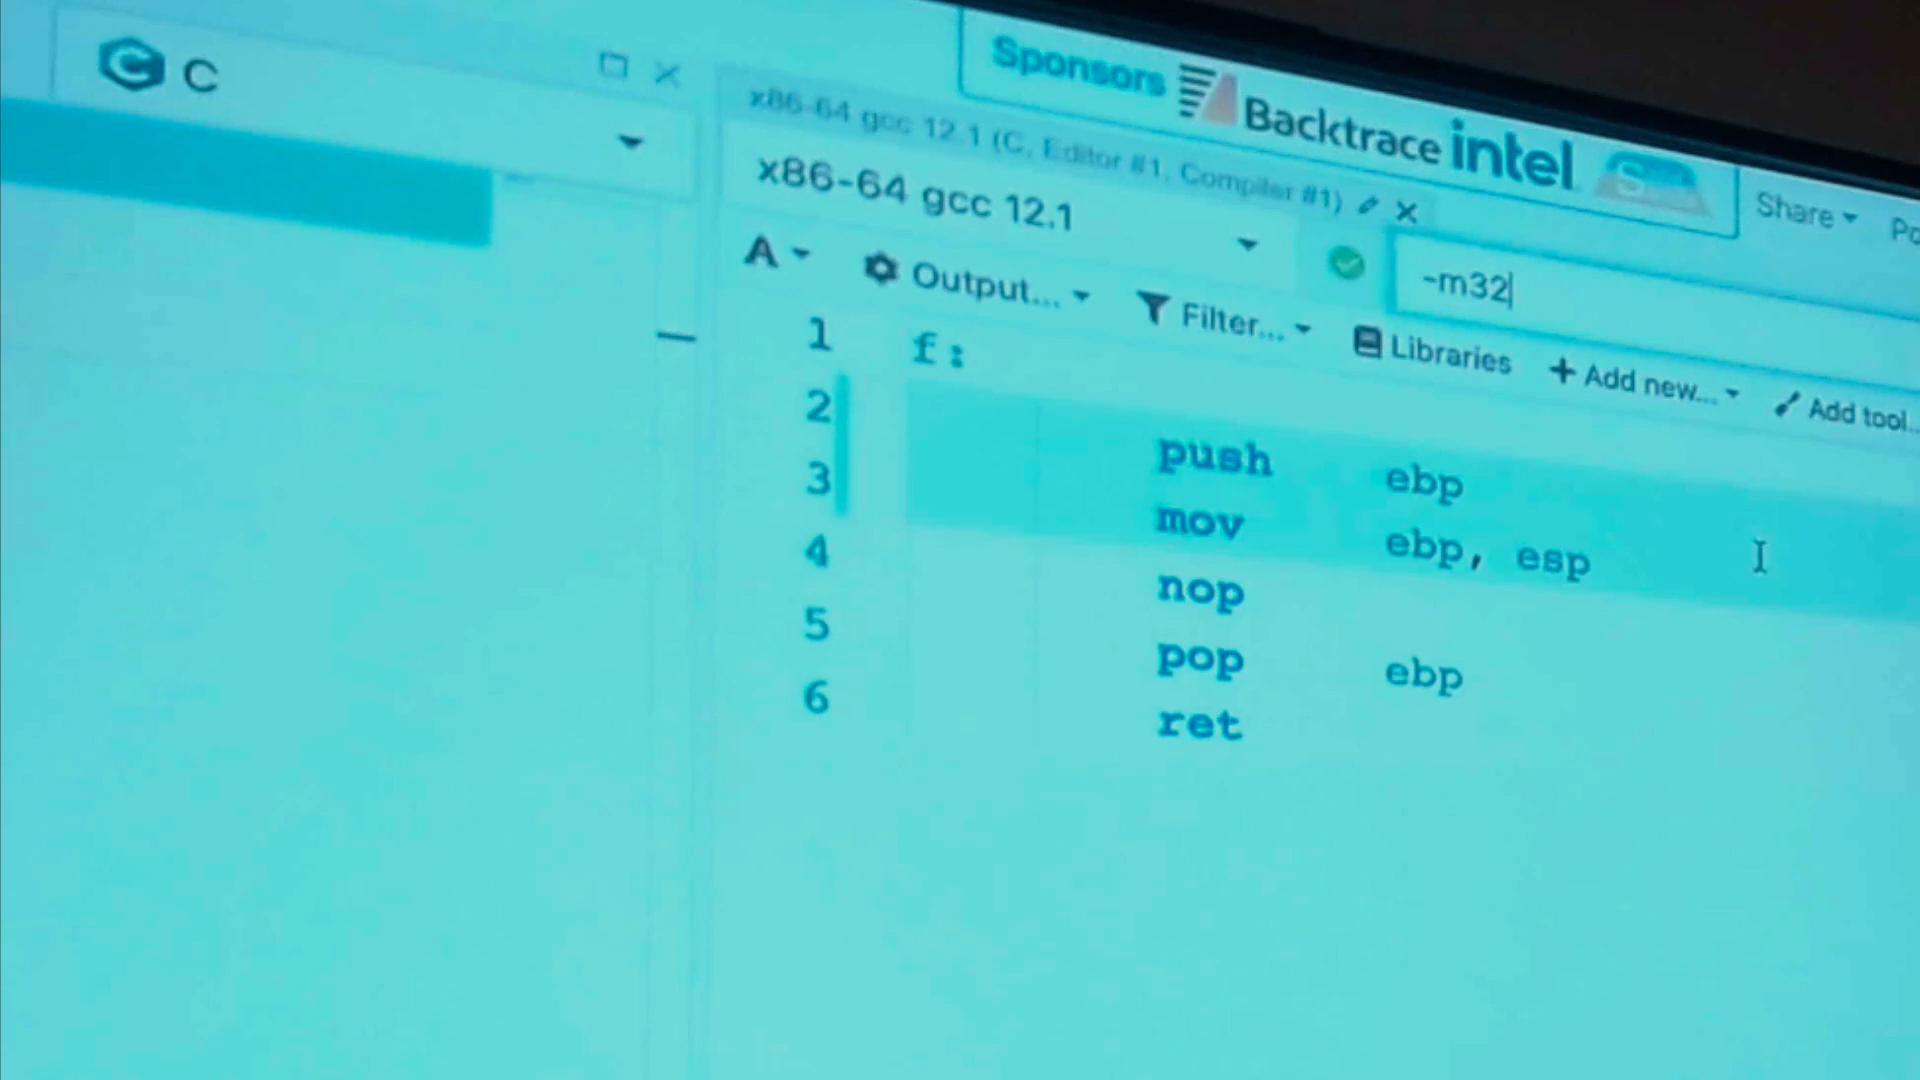 C
Sponsors Backtrace intel S
Share
x86-64 gcc 12.1 (C, Editor #1, Compiler #1)
x86-64 gcc 12.1
-m32
A Output... Filter... Libraries + Add new... Add tool...
1 f:
2 push ebp
3 mov ebp, esp
4 nop
5 pop ebp
6 ret